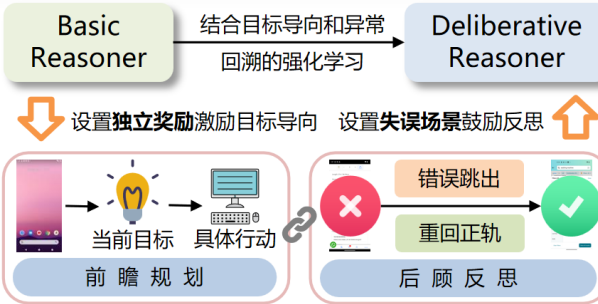 Basic
Reasoner
结合目标导向和异常
回溯的强化学习
Deliberative
Reasoner
设置独立奖励激励目标导向
设置失误场景鼓励反思
当前目标
具体行动
前瞻规划
错误跳出
重回正轨
后顾反思